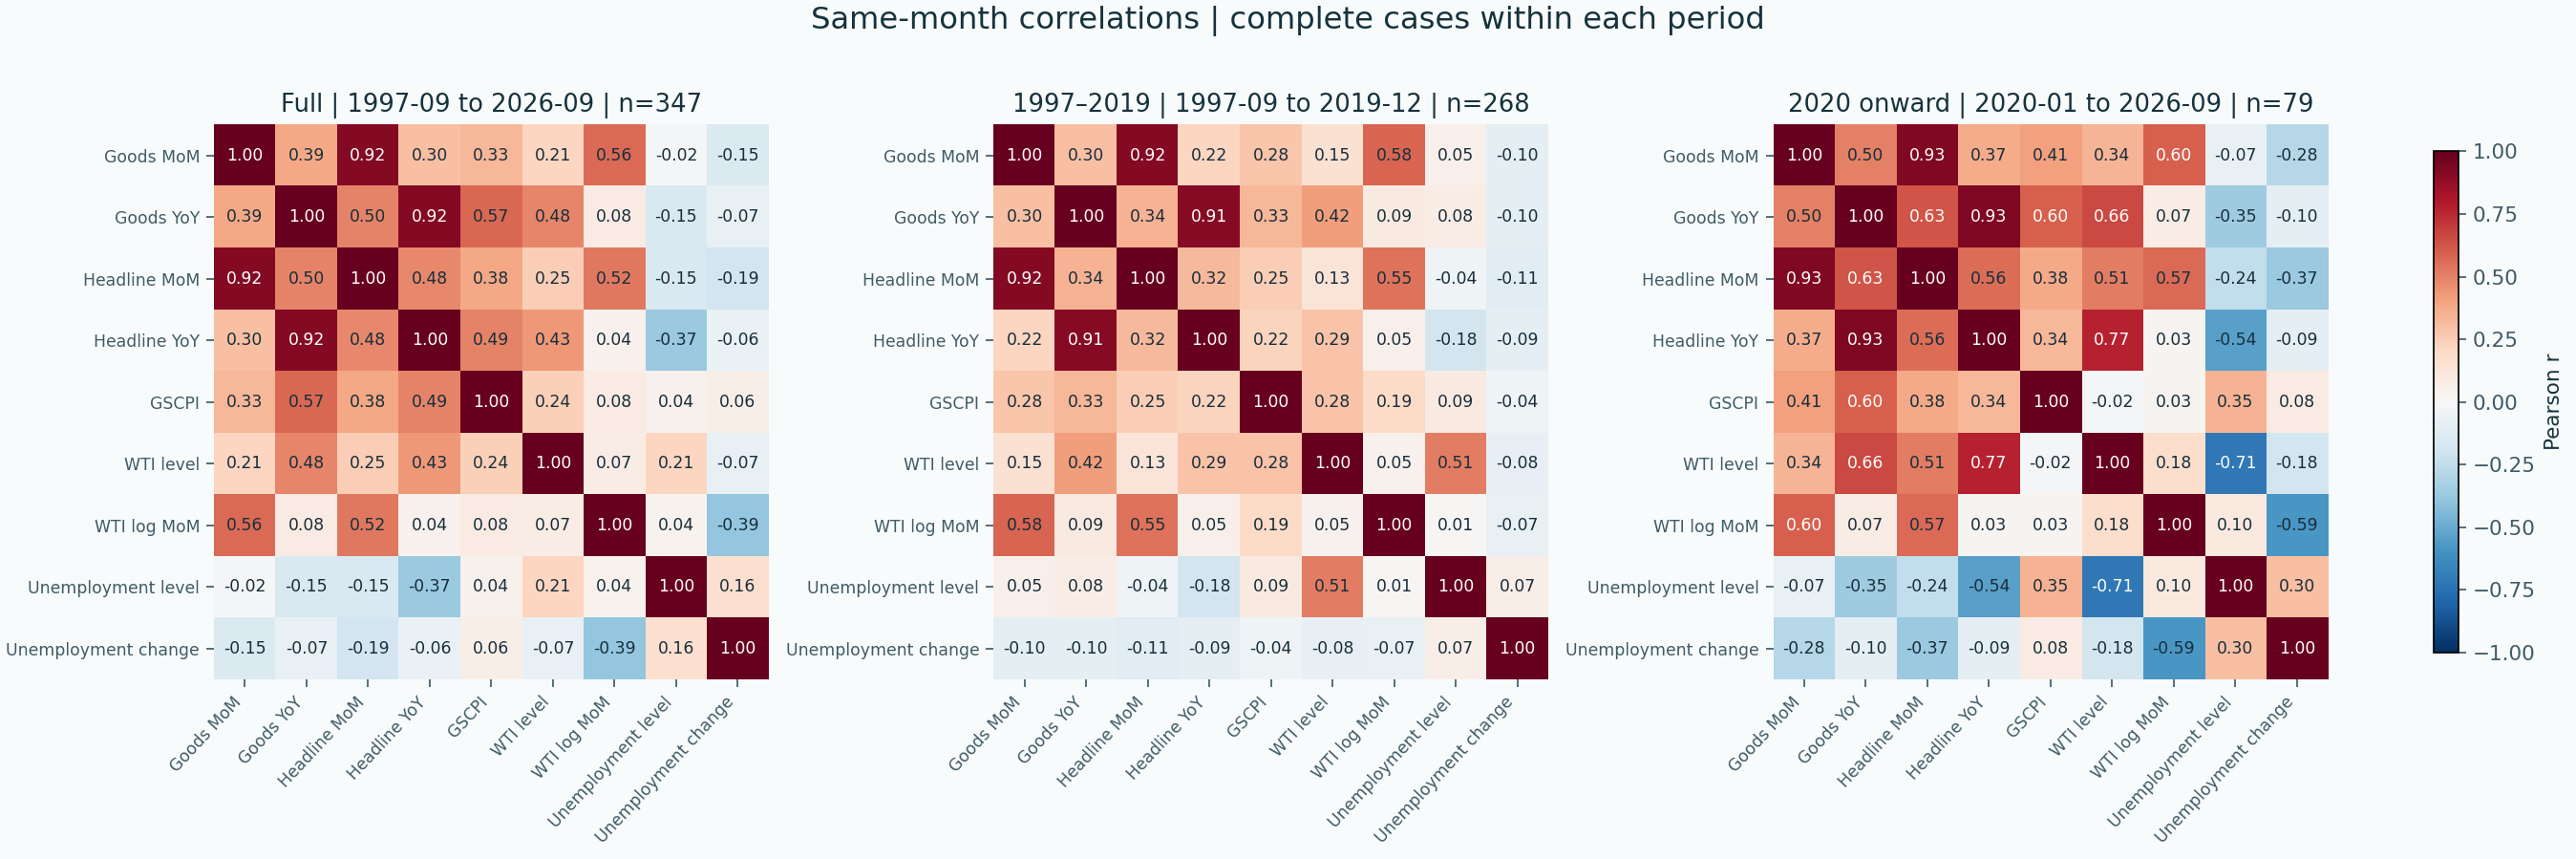 Same-month correlations | complete cases within each period
Full | 1997-09 to 2026-09 | n=347
Goods MoM 1.00 0.39 0.92 0.30 0.33 0.21 0.56 -0.02 -0.15
Goods YoY 0.39 1.00 0.50 0.92 0.57 0.48 0.08 -0.15 -0.07
Headline MoM 0.92 0.50 1.00 0.48 0.38 0.25 0.52 -0.15 -0.19
Headline YoY 0.30 0.92 0.48 1.00 0.49 0.43 0.04 -0.37 -0.06
GSCPI 0.33 0.57 0.38 0.49 1.00 0.24 0.08 0.04 0.06
WTI level 0.21 0.48 0.25 0.43 0.24 1.00 0.07 0.21 -0.07
WTI log MoM 0.56 0.08 0.52 0.04 0.08 0.07 1.00 0.04 -0.39
Unemployment level -0.02 -0.15 -0.15 -0.37 0.04 0.21 0.04 1.00 0.16
Unemployment change -0.15 -0.07 -0.19 -0.06 0.06 -0.07 -0.39 0.16 1.00
Goods MoM
Goods YoY
Headline MoM
Headline YoY
GSCPI
WTI level
WTI log MoM
Unemployment level
Unemployment change
1997–2019 | 1997-09 to 2019-12 | n=268
Goods MoM 1.00 0.30 0.92 0.22 0.28 0.15 0.58 0.05 -0.10
Goods YoY 0.30 1.00 0.34 0.91 0.33 0.42 0.09 0.08 -0.10
Headline MoM 0.92 0.34 1.00 0.32 0.25 0.13 0.55 -0.04 -0.11
Headline YoY 0.22 0.91 0.32 1.00 0.22 0.29 0.05 -0.18 -0.09
GSCPI 0.28 0.33 0.25 0.22 1.00 0.28 0.19 0.09 -0.04
WTI level 0.15 0.42 0.13 0.29 0.28 1.00 0.05 0.51 -0.08
WTI log MoM 0.58 0.09 0.55 0.05 0.19 0.05 1.00 0.01 -0.07
Unemployment level 0.05 0.08 -0.04 -0.18 0.09 0.51 0.01 1.00 0.07
Unemployment change -0.10 -0.10 -0.11 -0.09 -0.04 -0.08 -0.07 0.07 1.00
Goods MoM
Goods YoY
Headline MoM
Headline YoY
GSCPI
WTI level
WTI log MoM
Unemployment level
Unemployment change
2020 onward | 2020-01 to 2026-09 | n=79
Goods MoM 1.00 0.50 0.93 0.37 0.41 0.34 0.60 -0.07 -0.28
Goods YoY 0.50 1.00 0.63 0.93 0.60 0.66 0.07 -0.35 -0.10
Headline MoM 0.93 0.63 1.00 0.56 0.38 0.51 0.57 -0.24 -0.37
Headline YoY 0.37 0.93 0.56 1.00 0.34 0.77 0.03 -0.54 -0.09
GSCPI 0.41 0.60 0.38 0.34 1.00 -0.02 0.03 0.35 0.08
WTI level 0.34 0.66 0.51 0.77 -0.02 1.00 0.18 -0.71 -0.18
WTI log MoM 0.60 0.07 0.57 0.03 0.03 0.18 1.00 0.10 -0.59
Unemployment level -0.07 -0.35 -0.24 -0.54 0.35 -0.71 0.10 1.00 0.30
Unemployment change -0.28 -0.10 -0.37 -0.09 0.08 -0.18 -0.59 0.30 1.00
Goods MoM
Goods YoY
Headline MoM
Headline YoY
GSCPI
WTI level
WTI log MoM
Unemployment level
Unemployment change
1.00
0.75
0.50
0.25
0.00
−0.25
−0.50
−0.75
−1.00
Pearson r